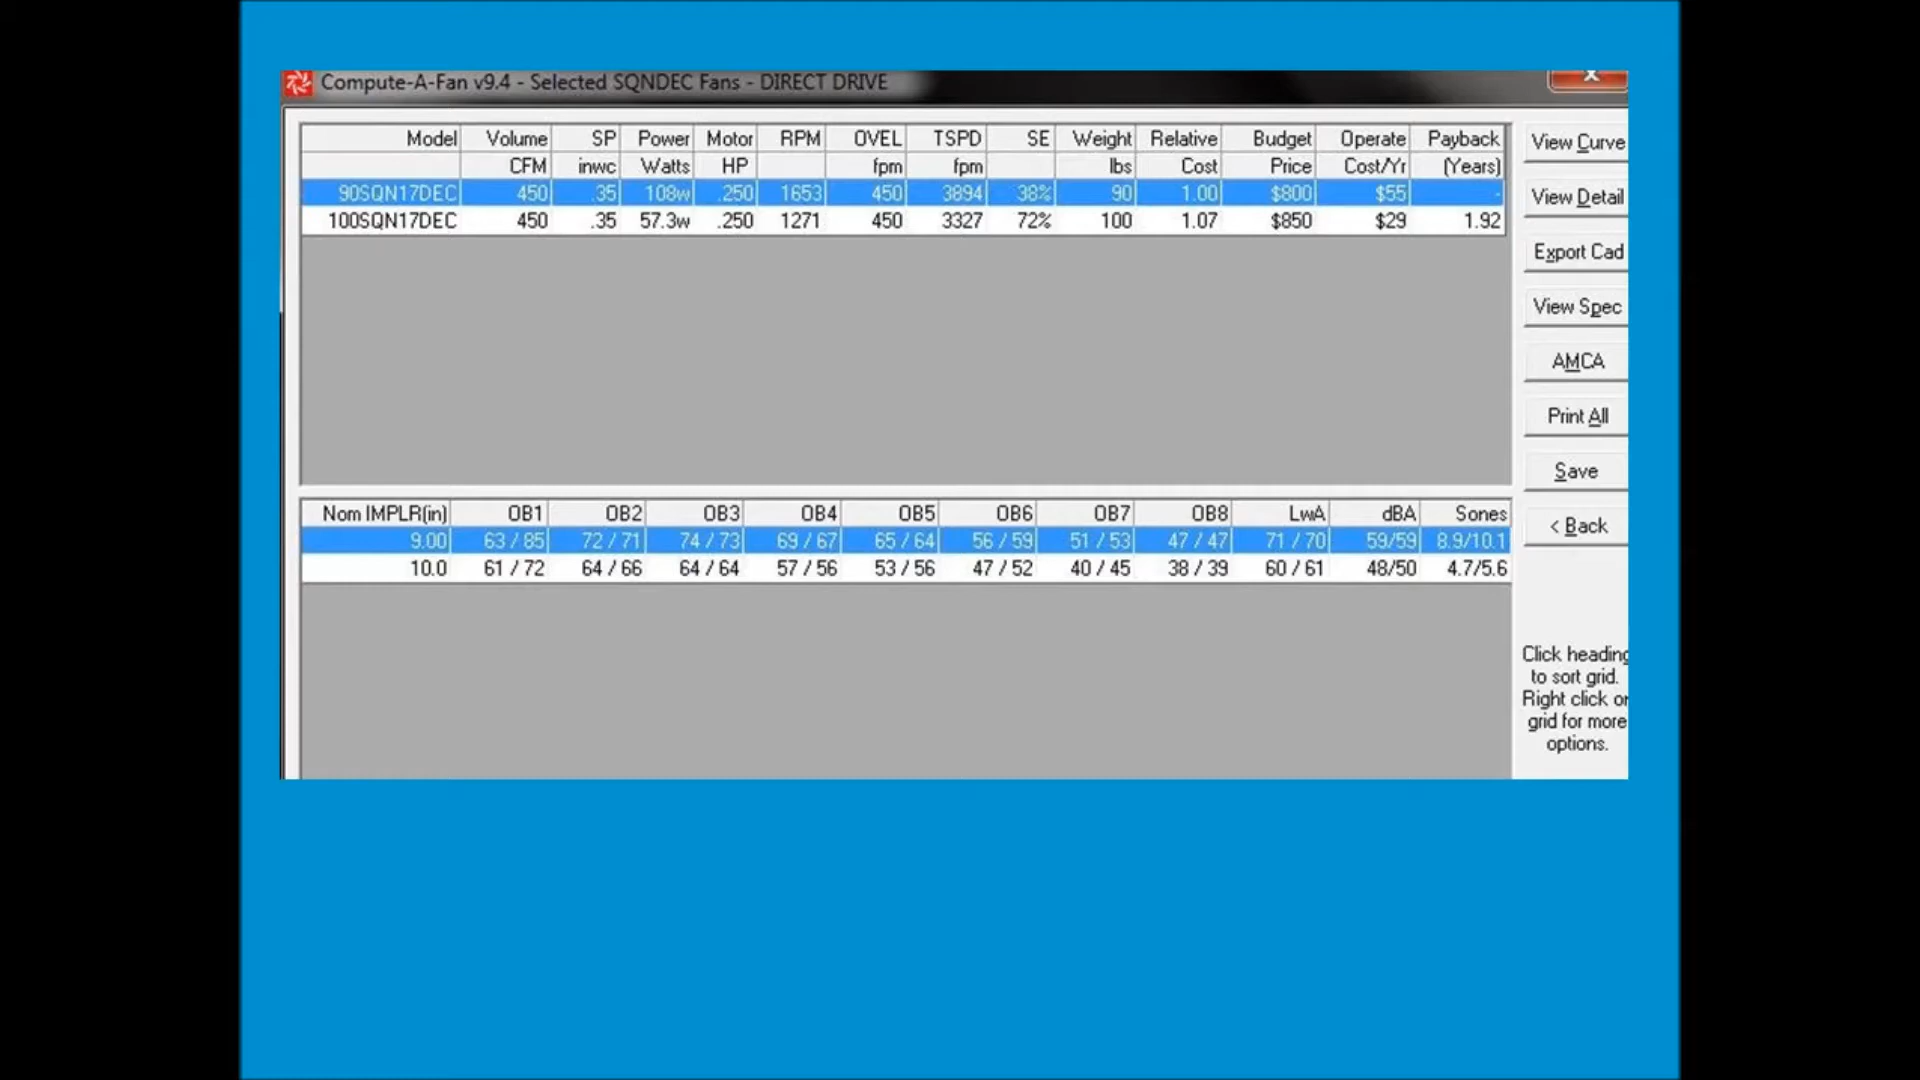 Compute-A-Fan v9.4 - Selected SQNDEC Fans - DIRECT DRIVE
X
Model Volume SP Power Motor RPM OVEL TSPD SE Weight Relative Budget Operate Payback
CFM inwc Watts HP fpm fpm lbs Cost Price Cost/Yr (Years)
90SQN17DEC 450 .35 108w .250 1653 450 3894 38% 90 1.00 $800 $55 -
100SQN17DEC 450 .35 57.3w .250 1271 450 3327 72% 100 1.07 $850 $29 1.92
View Curve
View Detail
Export Cad
View Spec
AMCA
Print All
Save
< Back
Nom IMPLR(in) OB1 OB2 OB3 OB4 OB5 OB6 OB7 OB8 LwA dBA Sones
9.00 63 / 85 72 / 71 74 / 73 69 / 67 65 / 64 56 / 59 51 / 53 47 / 47 71 / 70 59/59 8.9/10.1
10.0 61 / 72 64 / 66 64 / 64 57 / 56 53 / 56 47 / 52 40 / 45 38 / 39 60 / 61 48/50 4.7/5.6
Click heading
to sort grid.
Right click or
grid for more
options.